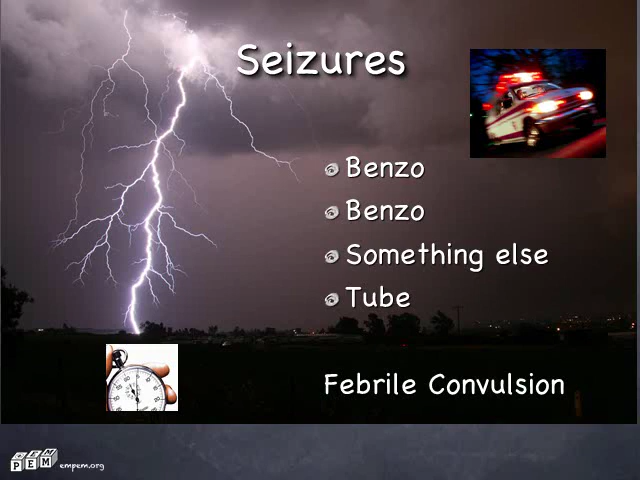 Seizures
Benzo
Benzo
Something else
Tube
Febrile Convulsion
PEM
empem.org